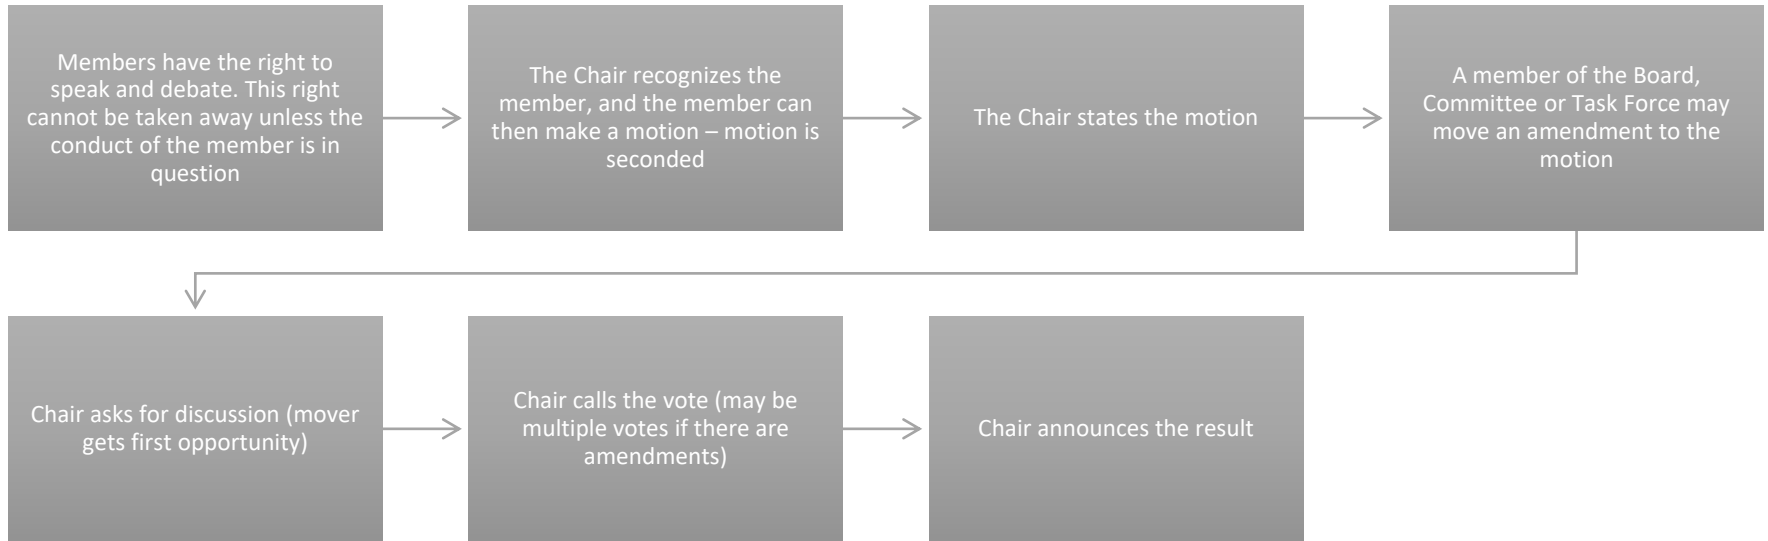 Members have the right to
speak and debate. This right
cannot be taken away unless the
conduct of the member is in
question
The Chair recognizes the
member, and the member can
then make a motion – motion is
seconded
The Chair states the motion
A member of the Board,
Committee or Task Force may
move an amendment to the
motion
Chair asks for discussion (mover
gets first opportunity)
Chair calls the vote (may be
multiple votes if there are
amendments)
Chair announces the result